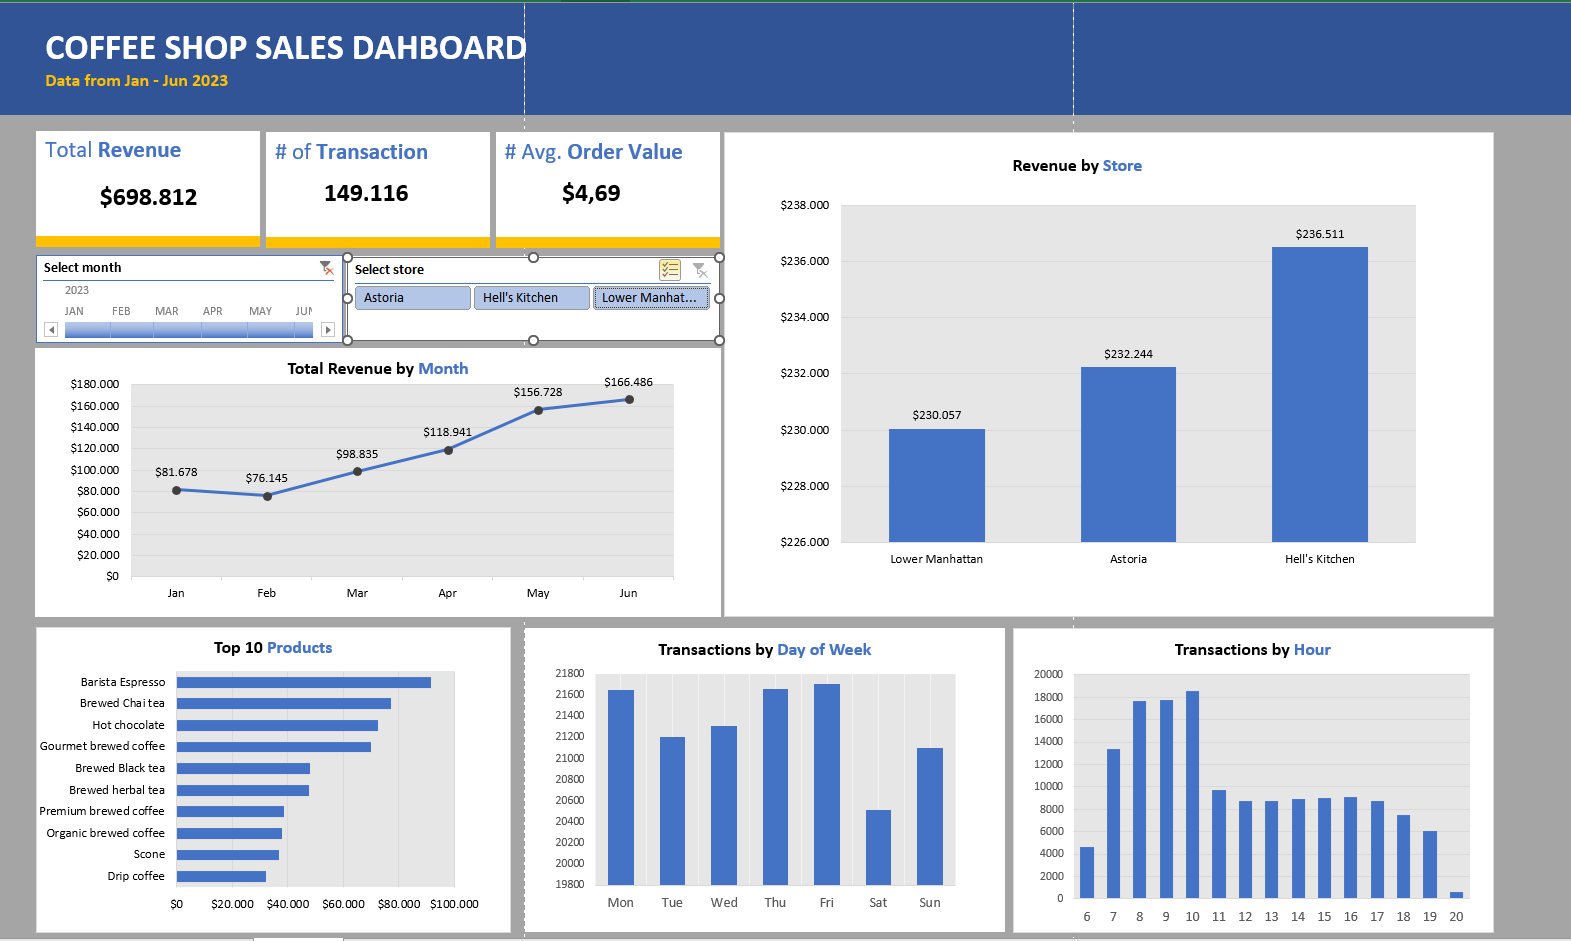 COFFEE SHOP SALES DAHBOARD
Data from Jan - Jun 2023
Total Revenue
$698.812
# of Transaction
149.116
# Avg. Order Value
$4,69
Select month
2023
JAN FEB MAR APR MAY JUN
Select store
Astoria Hell's Kitchen Lower Manhat...
Total Revenue by Month
$180.000
$160.000
$140.000
$120.000
$100.000
$80.000
$60.000
$40.000
$20.000
$0
$81.678
$76.145
$98.835
$118.941
$156.728
$166.486
Jan Feb Mar Apr May Jun
Revenue by Store
$238.000
$236.000
$234.000
$232.000
$230.000
$228.000
$226.000
$230.057
$232.244
$236.511
Lower Manhattan Astoria Hell's Kitchen
Top 10 Products
Barista Espresso
Brewed Chai tea
Hot chocolate
Gourmet brewed coffee
Brewed Black tea
Brewed herbal tea
Premium brewed coffee
Organic brewed coffee
Scone
Drip coffee
$0 $20.000 $40.000 $60.000 $80.000 $100.000
Transactions by Day of Week
21800
21600
21400
21200
21000
20800
20600
20400
20200
20000
19800
Mon Tue Wed Thu Fri Sat Sun
Transactions by Hour
20000
18000
16000
14000
12000
10000
8000
6000
4000
2000
0
6 7 8 9 10 11 12 13 14 15 16 17 18 19 20